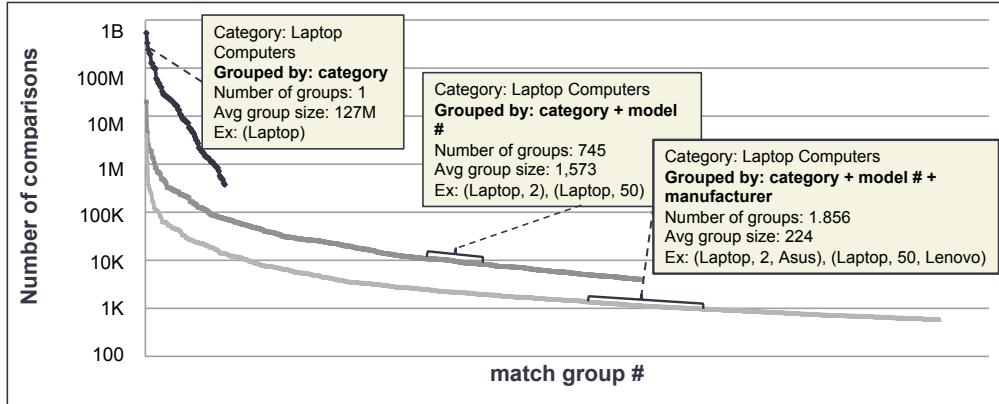 1B
100M
10M
1M
100K
10K
1K
100
Number of comparisons
Category: Laptop
Computers
Grouped by: category
Number of groups: 1
Avg group size: 127M
Ex: (Laptop)
Category: Laptop Computers
Grouped by: category + model
#
Number of groups: 745
Avg group size: 1,573
Ex: (Laptop, 2), (Laptop, 50)
Category: Laptop Computers
Grouped by: category + model # +
manufacturer
Number of groups: 1.856
Avg group size: 224
Ex: (Laptop, 2, Asus), (Laptop, 50, Lenovo)
match group #